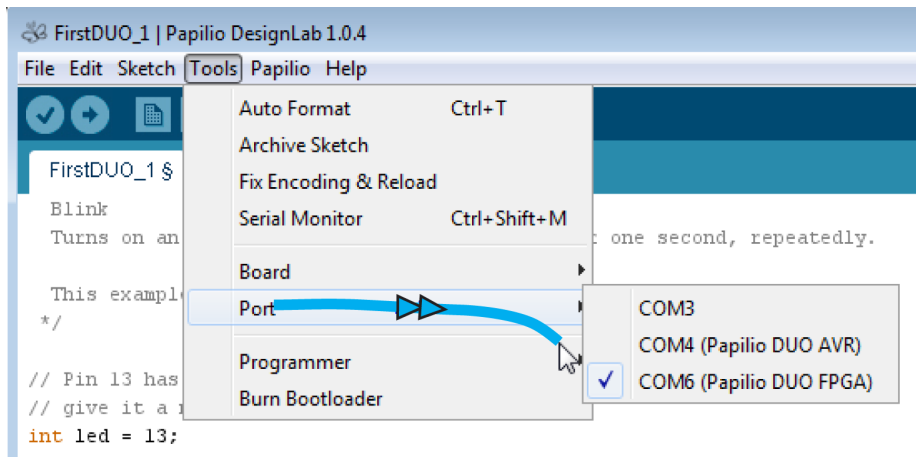 FirstDUO_1 | Papilio DesignLab 1.0.4
File Edit Sketch Tools Papilio Help
Auto Format Ctrl+T
Archive Sketch
FirstDUO_1 §
Fix Encoding & Reload
Blink
Serial Monitor Ctrl+Shift+M
Turns on an one second, repeatedly.
Board
This
Port
COM3
*/
COM4 (Papilio DUO AVR)
Programmer
COM6 (Papilio DUO FPGA)
// Pin 13 has
Burn Bootloader
// give it a
int led = 13;